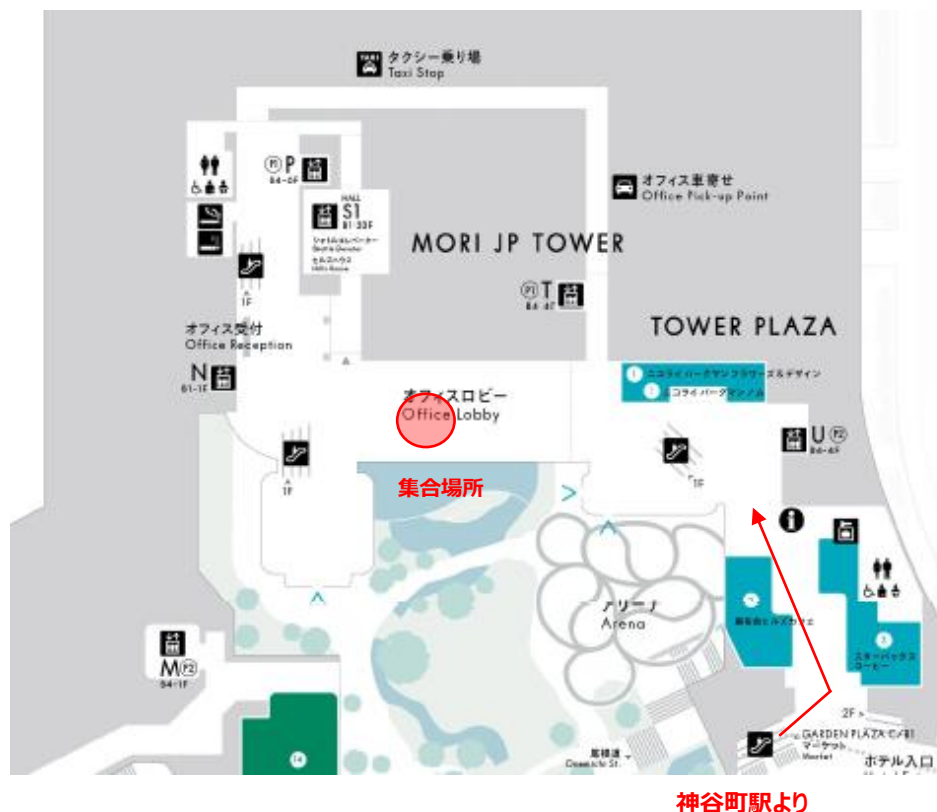 タクシー乗り場
Taxi Stop
P
B4-4F
HALL
S1
シャトルエレベーター
ヒルズハウス
Hills House
オフィス車寄せ
Office Pick-up Point
MORI JP TOWER
1F
T
B4-4F
TOWER PLAZA
オフィス受付
Office Reception
ニコライ バーグマン フラワーズ & デザイン
ニコライ バーグマン ノム
N
B1-1F
オフィスロビー
Office Lobby
U P2
B4-4F
1F
1F
集合場所
アリーナ
Arena
スターバックス
コーヒー
M P2
B4-1F
2F
GARDEN PLAZA C/B1
マーケット
Market
14
ホテル入口
神谷町駅より